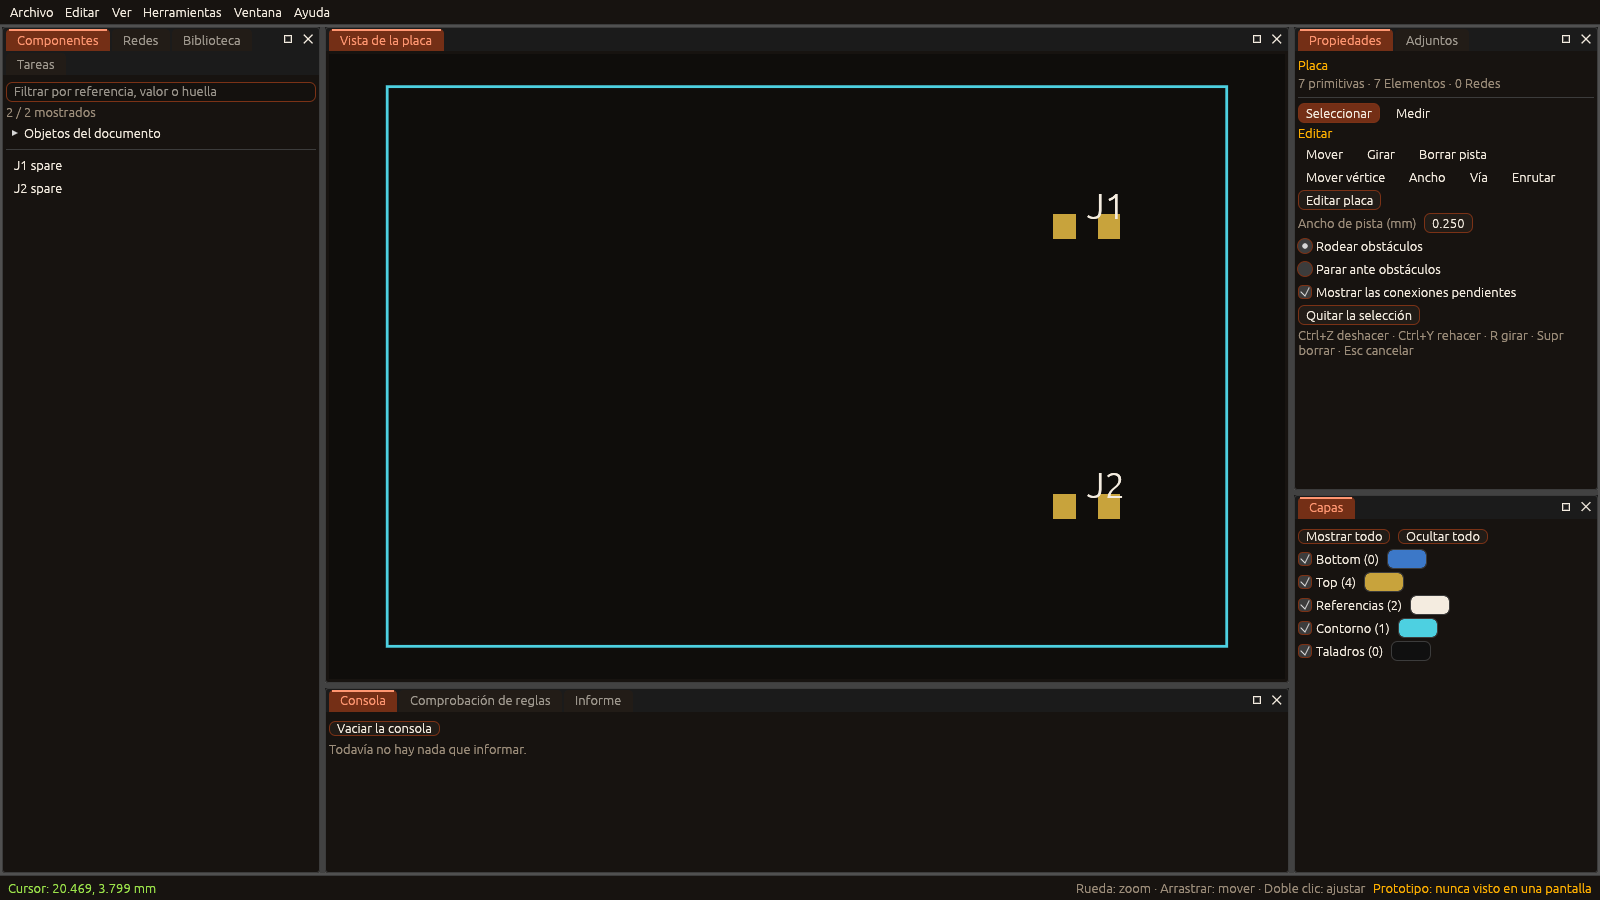 Archivo Editar Ver Herramientas Ventana Ayuda
Componentes Redes Biblioteca
Tareas
Filtrar por referencia, valor o huella
2 / 2 mostrados
Objetos del documento
J1 spare
J2 spare
Vista de la placa
J1
J2
Consola Comprobación de reglas Informe
Vaciar la consola
Todavía no hay nada que informar.
Propiedades Adjuntos
Placa
7 primitivas · 7 Elementos · 0 Redes
Seleccionar Medir
Editar
Mover Girar Borrar pista
Mover vértice Ancho Vía Enrutar
Editar placa
Ancho de pista (mm) 0.250
Rodear obstáculos
Parar ante obstáculos
Mostrar las conexiones pendientes
Quitar la selección
Ctrl+Z deshacer · Ctrl+Y rehacer · R girar · Supr
borrar · Esc cancelar
Capas
Mostrar todo Ocultar todo
Bottom (0)
Top (4)
Referencias (2)
Contorno (1)
Taladros (0)
Cursor: 20.469, 3.799 mm
Rueda: zoom · Arrastrar: mover · Doble clic: ajustar Prototipo: nunca visto en una pantalla